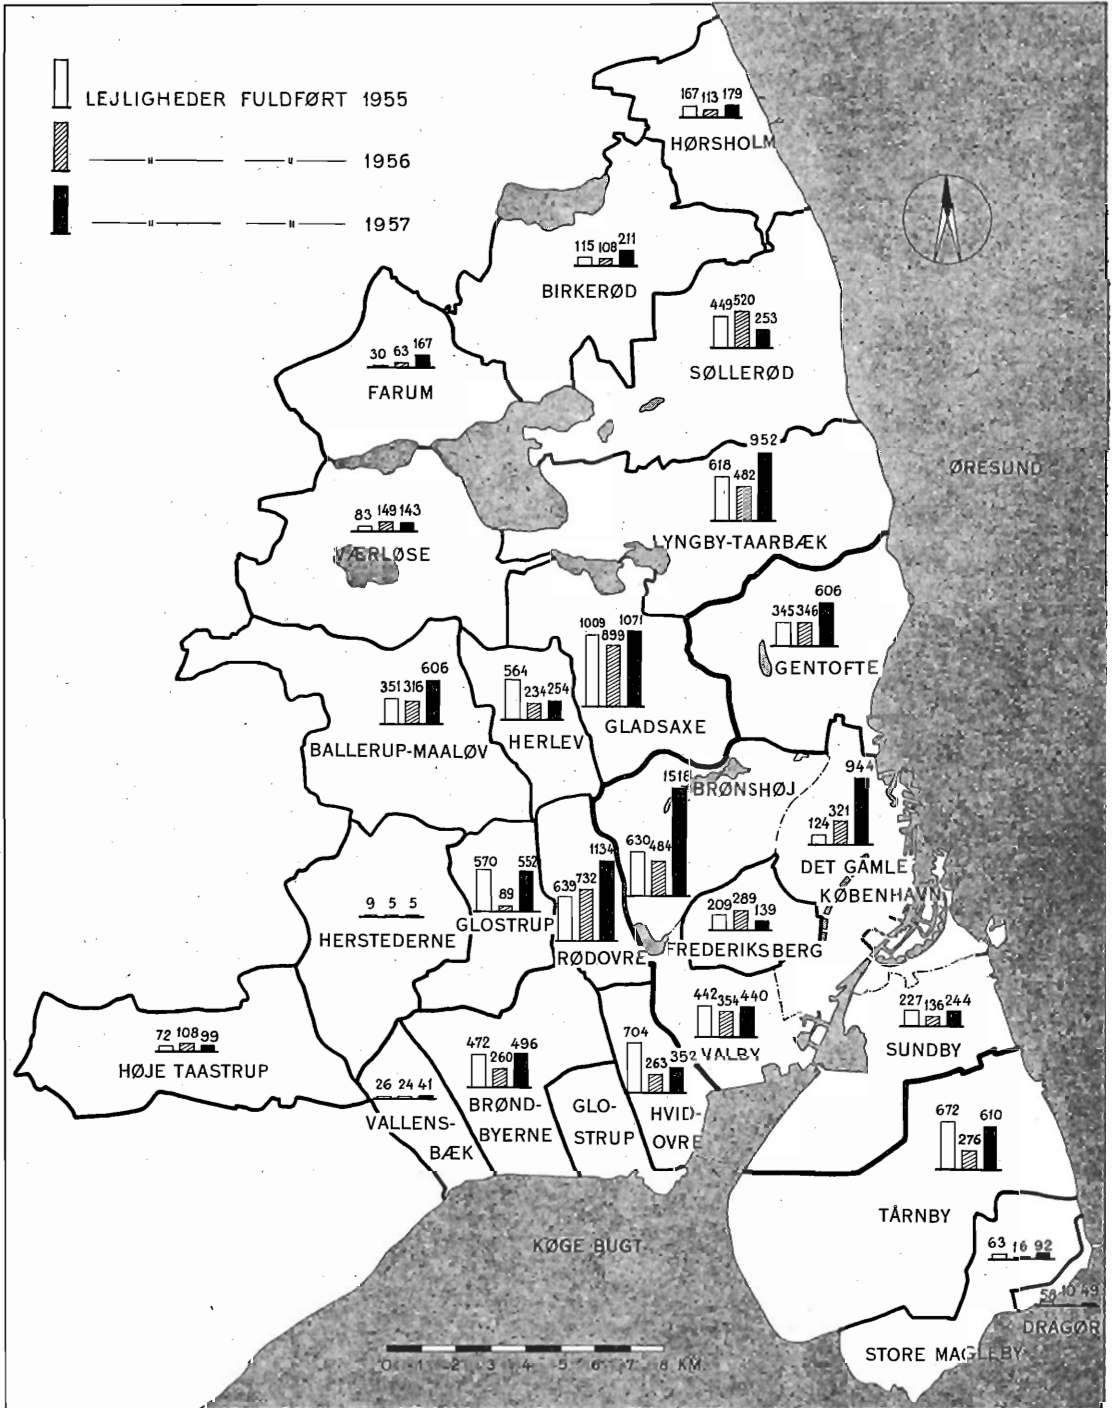 LEJLIGHEDER FULDFØRT 1955
" " 1956
" " 1957
167 113 179
HØRSHOLM
115 108 211
BIRKERØD
449 520 253
SØLLERØD
30 63 167
FARUM
618 482 952
LYNGBY-TAARBÆK
ØRESUND
83 149 143
VÆRLØSE
345 346 606
GENTOFTE
1009 899 1071
GLADSAXE
351 316 606
BALLERUP-MAALØV
564 234 254
HERLEV
630 484 1518
BRØNSHØJ
124 321 944
DET GAMLE
KØBENHAVN
570 89 552
GLOSTRUP
639 732 1134
RØDOVRE
209 289 139
FREDERIKSBERG
9 5 5
HERSTEDERNE
442 354 440
VALBY
227 136 244
SUNDBY
72 108 99
HØJE TAASTRUP
26 24 41
VALLENS-
BÆK
472 260 496
BRØND-
BYERNE
GLO-
STRUP
704 263 352
HVID-
OVRE
672 276 610
TÅRNBY
KØGE BUGT
63 16 92
58 10 49
DRAGØR
STORE MAGLEBY
0 1 2 3 4 5 6 7 8 KM.